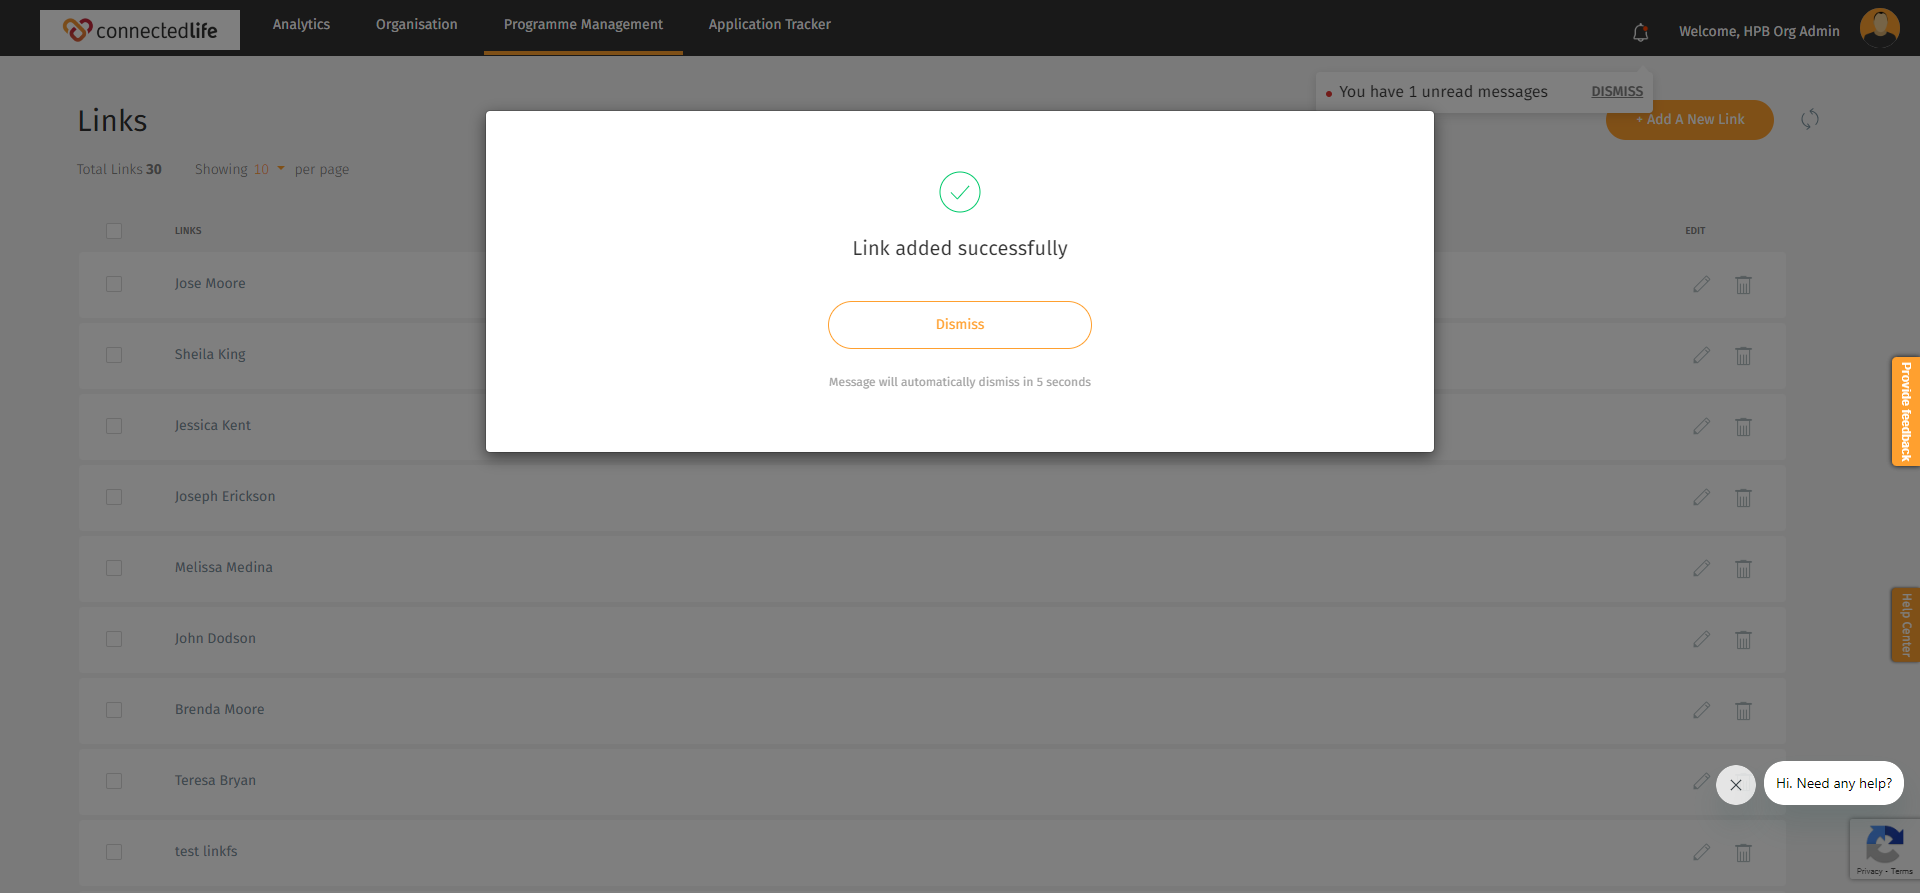 connectedlife
Analytics
Organisation
Programme Management
Application Tracker
Welcome, HPB Org Admin
You have 1 unread messages
DISMISS
Links
+ Add A New Link
Total Links 30
Showing 10 per page
LINKS
EDIT
Link added successfully
Dismiss
Message will automatically dismiss in 5 seconds
Jose Moore
Sheila King
Jessica Kent
Joseph Erickson
Melissa Medina
John Dodson
Brenda Moore
Teresa Bryan
test linkfs
Provide feedback
Help Center
Hi. Need any help?
Privacy - Terms